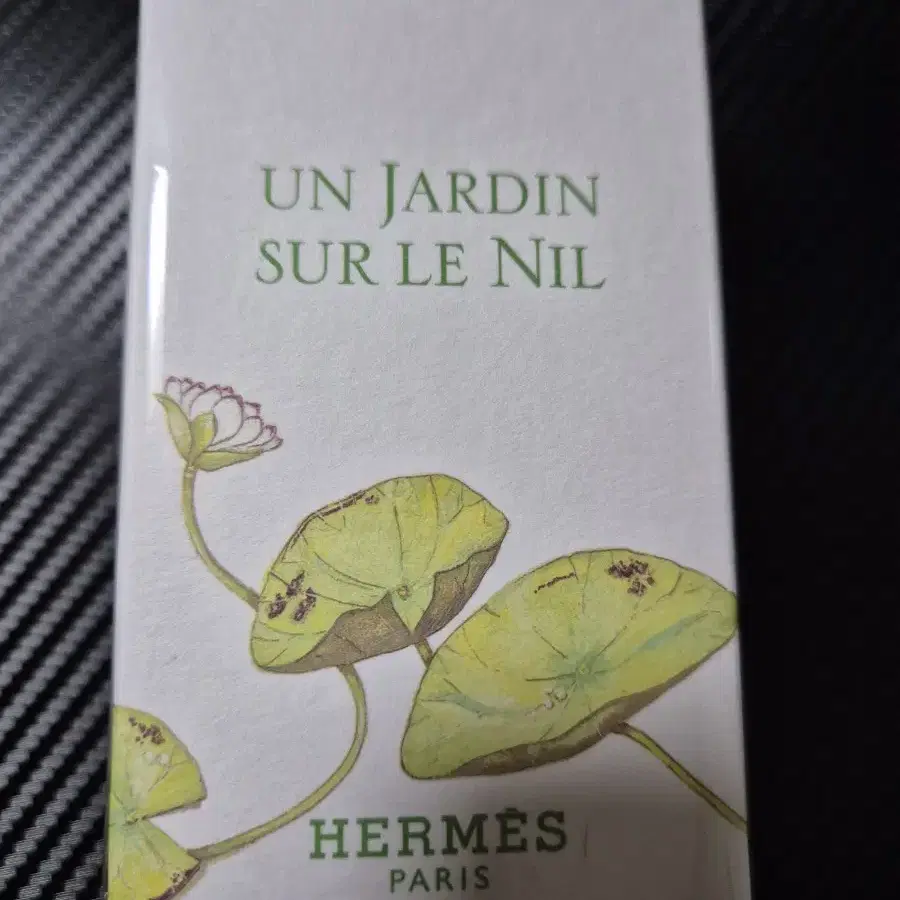 UN JARDIN
SUR LE NIL
HERMÈS
PARIS